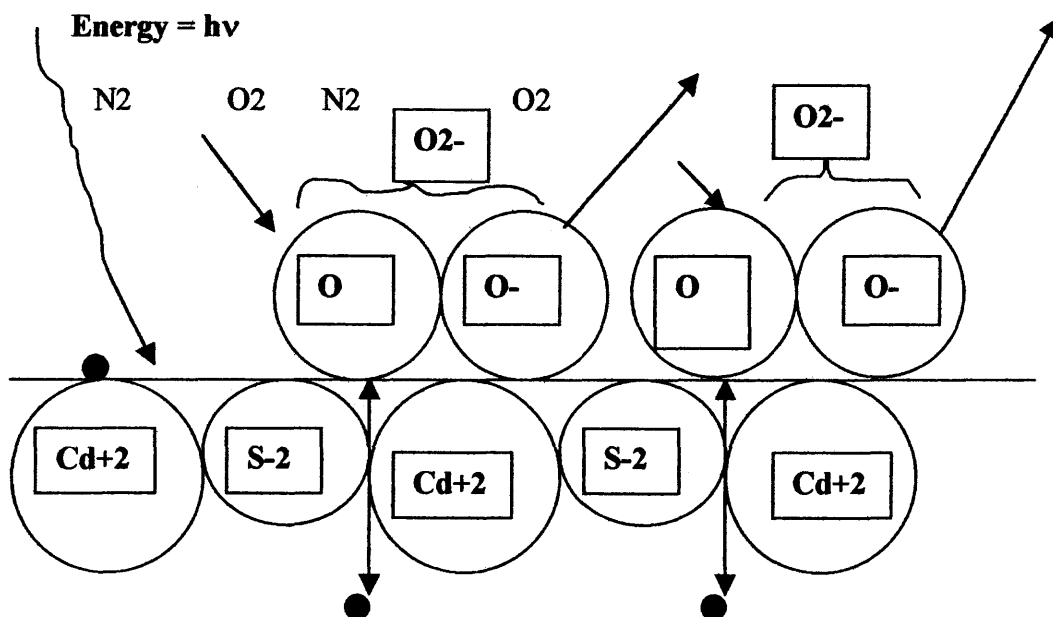 Energy = hν
N2 O2 N2 O2
O2- O2-
O O- O O-
Cd+2 S-2 Cd+2 S-2 Cd+2